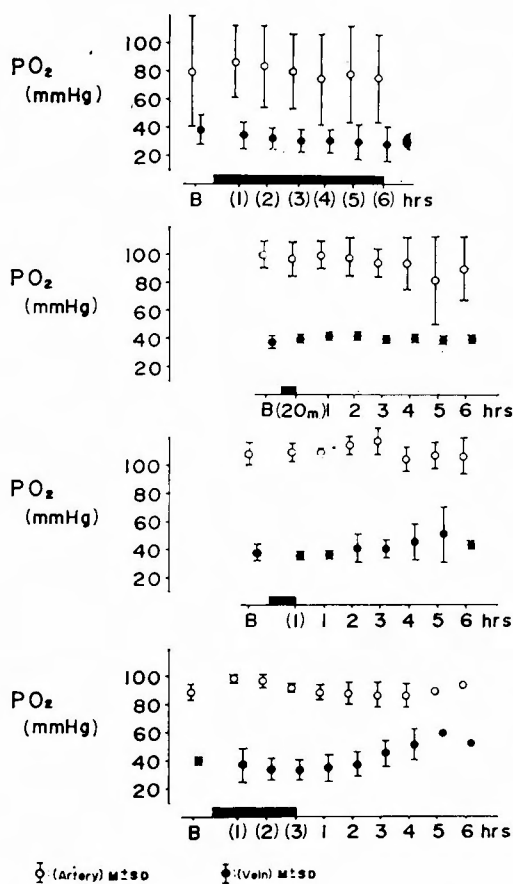 PO₂
(mmHg)
100
80
60
40
20
B (1) (2) (3) (4) (5) (6) hrs
PO₂
(mmHg)
100
80
60
40
20
B (20m) 1 2 3 4 5 6 hrs
PO₂
(mmHg)
100
80
60
40
20
B (1) 1 2 3 4 5 6 hrs
PO₂
(mmHg)
100
80
60
40
20
B (1) (2) (3) 1 2 3 4 5 6 hrs
:(Artery) M±SD :(Vein) M±SD